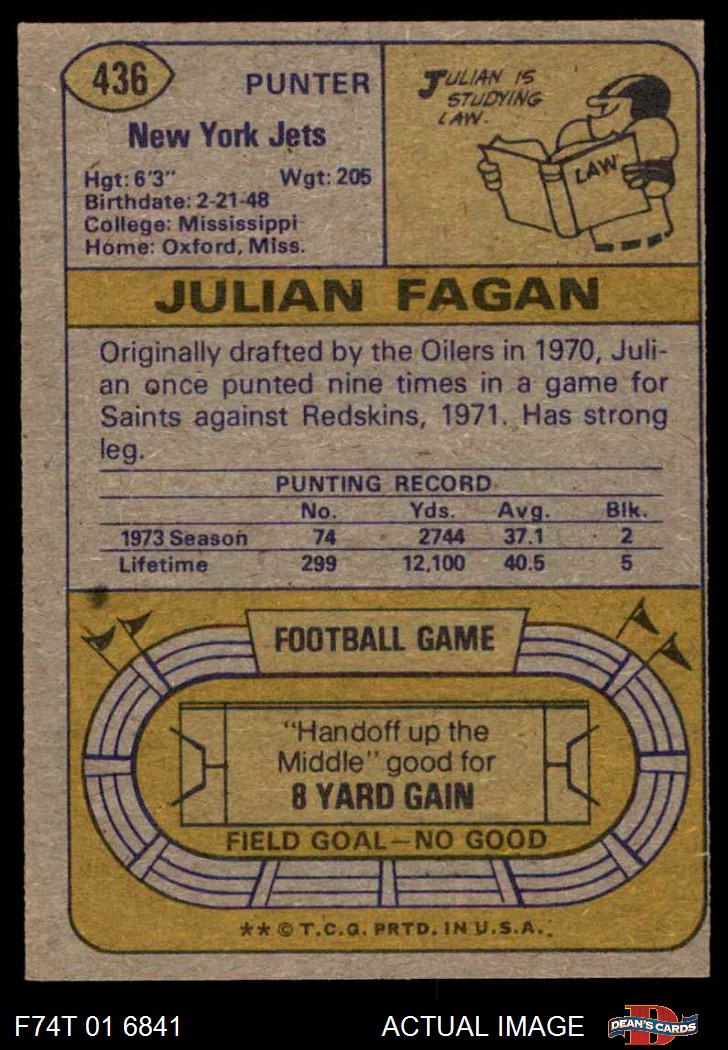 436
PUNTER
New York Jets
Hgt: 6'3" Wgt: 205
Birthdate: 2-21-48
College: Mississippi
Home: Oxford, Miss.
JULIAN IS
STUDYING
LAW.
LAW
JULIAN FAGAN
Originally drafted by the Oilers in 1970, Juli-
an once punted nine times in a game for
Saints against Redskins, 1971. Has strong
leg.
PUNTING RECORD
No. Yds. Avg. Blk.
1973 Season 74 2744 37.1 2
Lifetime 299 12,100 40.5 5
FOOTBALL GAME
"Handoff up the
Middle" good for
8 YARD GAIN
FIELD GOAL—NO GOOD
** © T.C.G. PRTD. IN U.S.A.
F74T 01 6841 ACTUAL IMAGE
D
DEAN'S CARDS